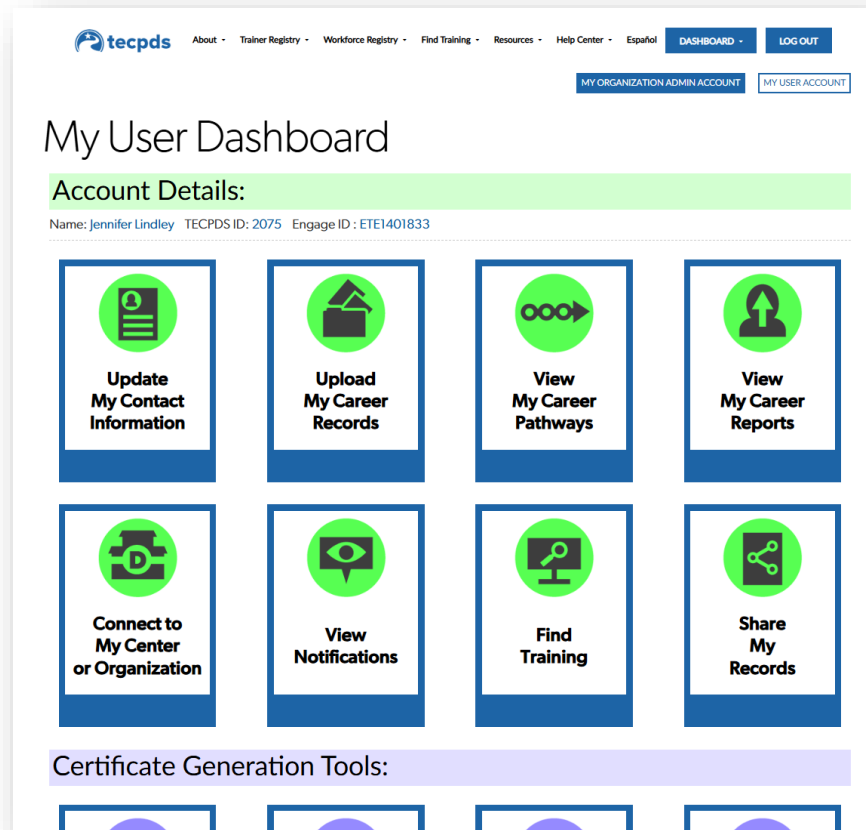 tecpds About Trainer Registry Workforce Registry Find Training Resources Help Center Español DASHBOARD LOG OUT
MY ORGANIZATION ADMIN ACCOUNT MY USER ACCOUNT
My User Dashboard
Account Details:
Name: Jennifer Lindley TECPDS ID: 2075 Engage ID : ETE1401833
Update
My Contact
Information
Upload
My Career
Records
View
My Career
Pathways
View
My Career
Reports
D
Connect to
My Center
or Organization
View
Notifications
Find
Training
Share
My
Records
Certificate Generation Tools: